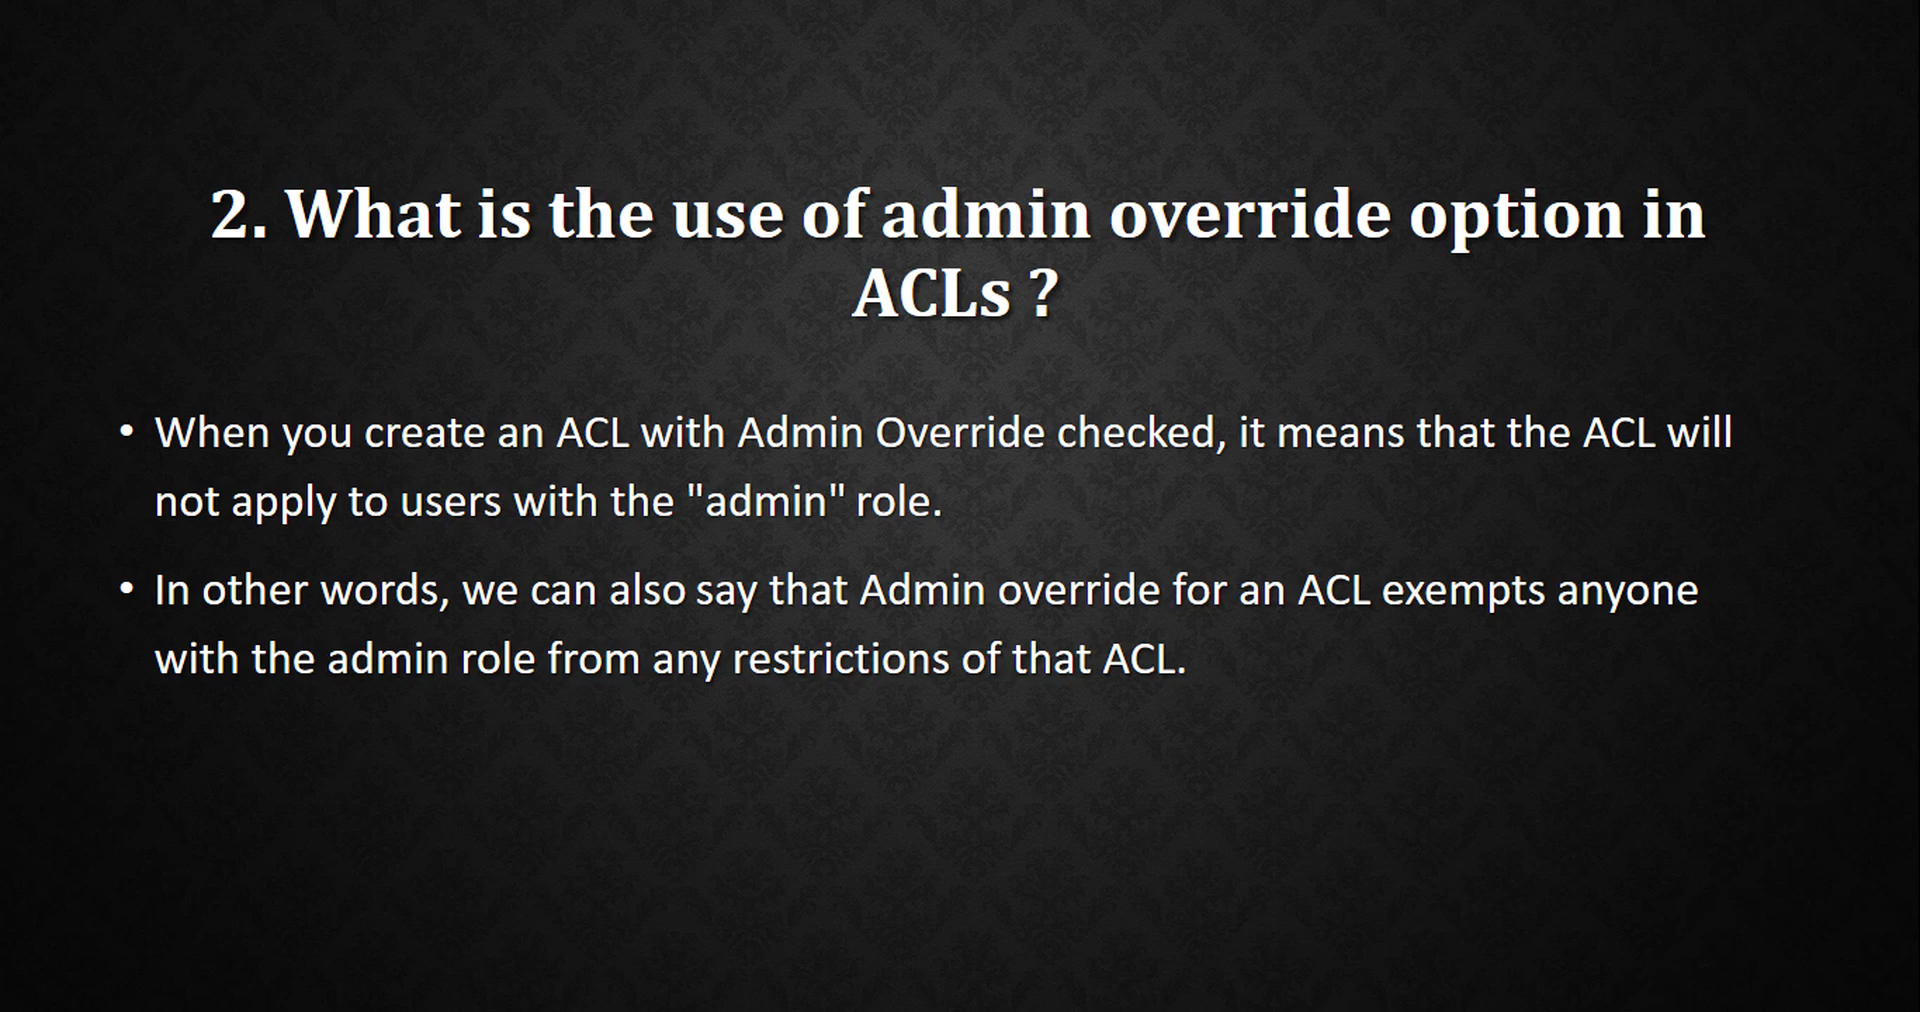 2. What is the use of admin override option in
ACLs ?
• When you create an ACL with Admin Override checked, it means that the ACL will
not apply to users with the "admin" role.
• In other words, we can also say that Admin override for an ACL exempts anyone
with the admin role from any restrictions of that ACL.